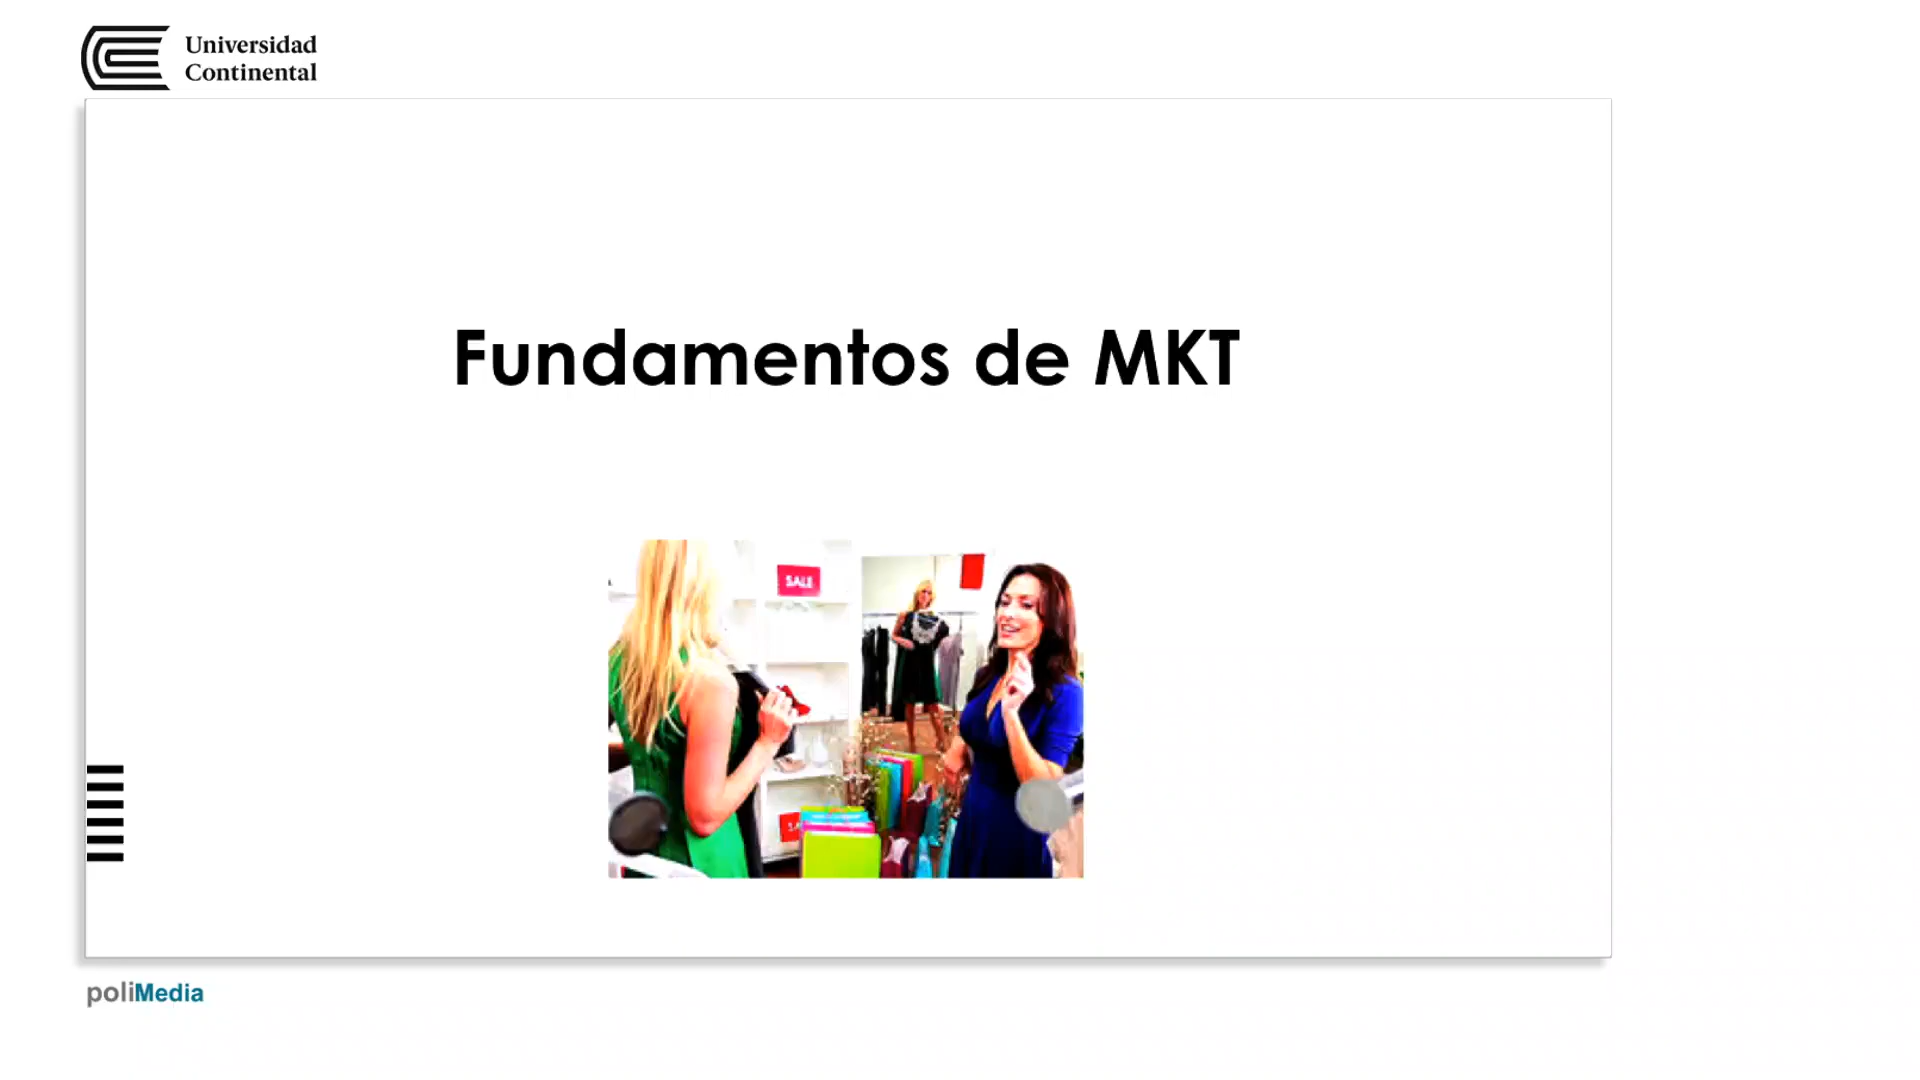 Universidad
Continental
Fundamentos de MKT
SALE
poliMedia